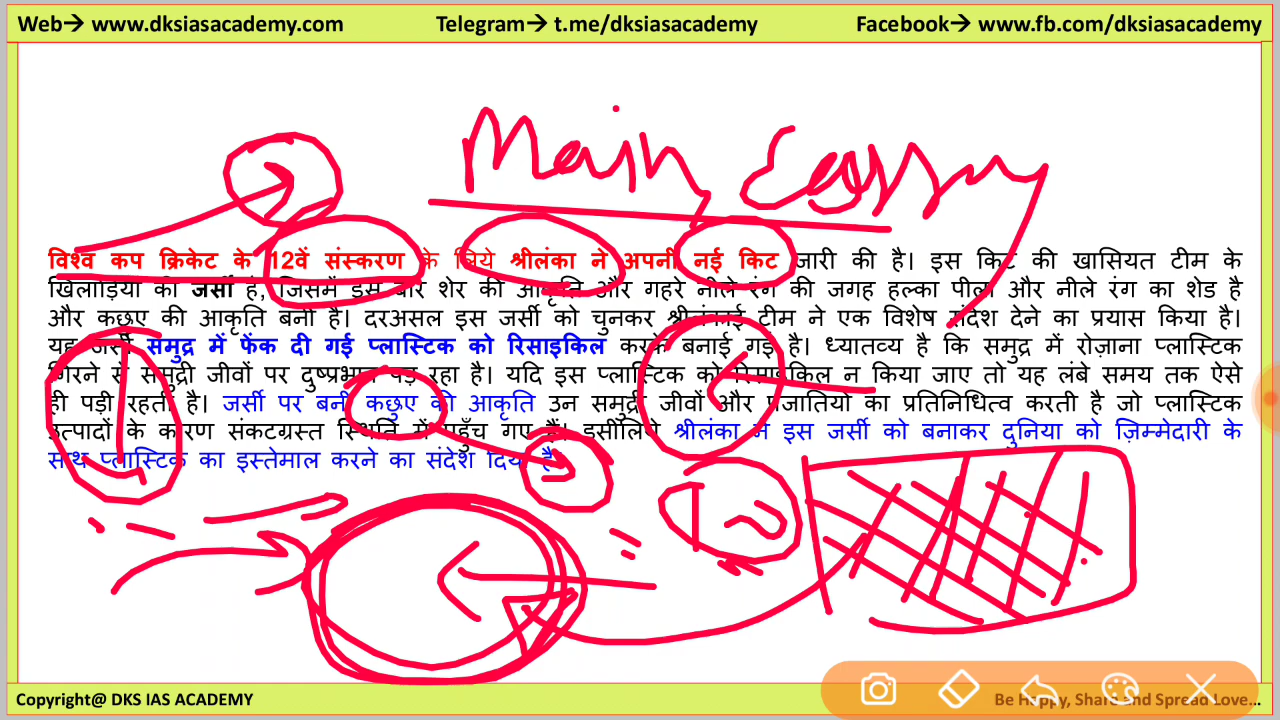 Web→ www.dksiasacademy.com Telegram→ t.me/dksiasacademy Facebook→ www.fb.com/dksiasacademy
Main
विश्व कप क्रिकेट के 12वें संस्करण के लिये श्रीलंका ने अपनी नई किट जारी की है। इस किट की खासियत टीम के
खिलाड़ियों की जर्सी है, जिसमें इस बार शेर की आकृति और गहरे नीले रंग की जगह हल्का पीला और नीले रंग का शेड है
और कछुए की आकृति बनी है। दरअसल इस जर्सी को चुनकर श्रीलंकाई टीम ने एक विशेष संदेश देने का प्रयास किया है।
यह जर्सी समुद्र में फेंक दी गई प्लास्टिक को रिसाइकिल करके बनाई गई है। ध्यातव्य है कि समुद्र में रोज़ाना प्लास्टिक
गिरने से समुद्री जीवों पर दुष्प्रभाव पड़ रहा है। यदि इस प्लास्टिक को रिसाइकिल न किया जाए तो यह लंबे समय तक ऐसे
ही पड़ी रहती है। जर्सी पर बनी कछुए की आकृति उन समुद्री जीवों और प्रजातियों का प्रतिनिधित्व करती है जो प्लास्टिक
उत्पादों के कारण संकटग्रस्त स्थिति में पहुँच गए हैं। इसीलिये श्रीलंका ने इस जर्सी को बनाकर दुनिया को ज़िम्मेदारी के
साथ प्लास्टिक का इस्तेमाल करने का संदेश दिया है।
Copyright@ DKS IAS ACADEMY Be Happy, Share and Spread Love...